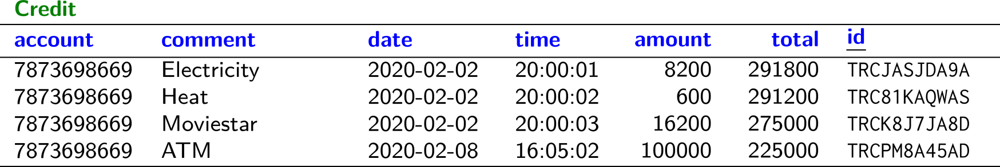 Credit
account comment date time amount total id
7873698669 Electricity 2020-02-02 20:00:01 8200 291800 TRCJASJDA9A
7873698669 Heat 2020-02-02 20:00:02 600 291200 TRC81KAQWAS
7873698669 Moviestar 2020-02-02 20:00:03 16200 275000 TRCK8J7JA8D
7873698669 ATM 2020-02-08 16:05:02 100000 225000 TRCPM8A45AD